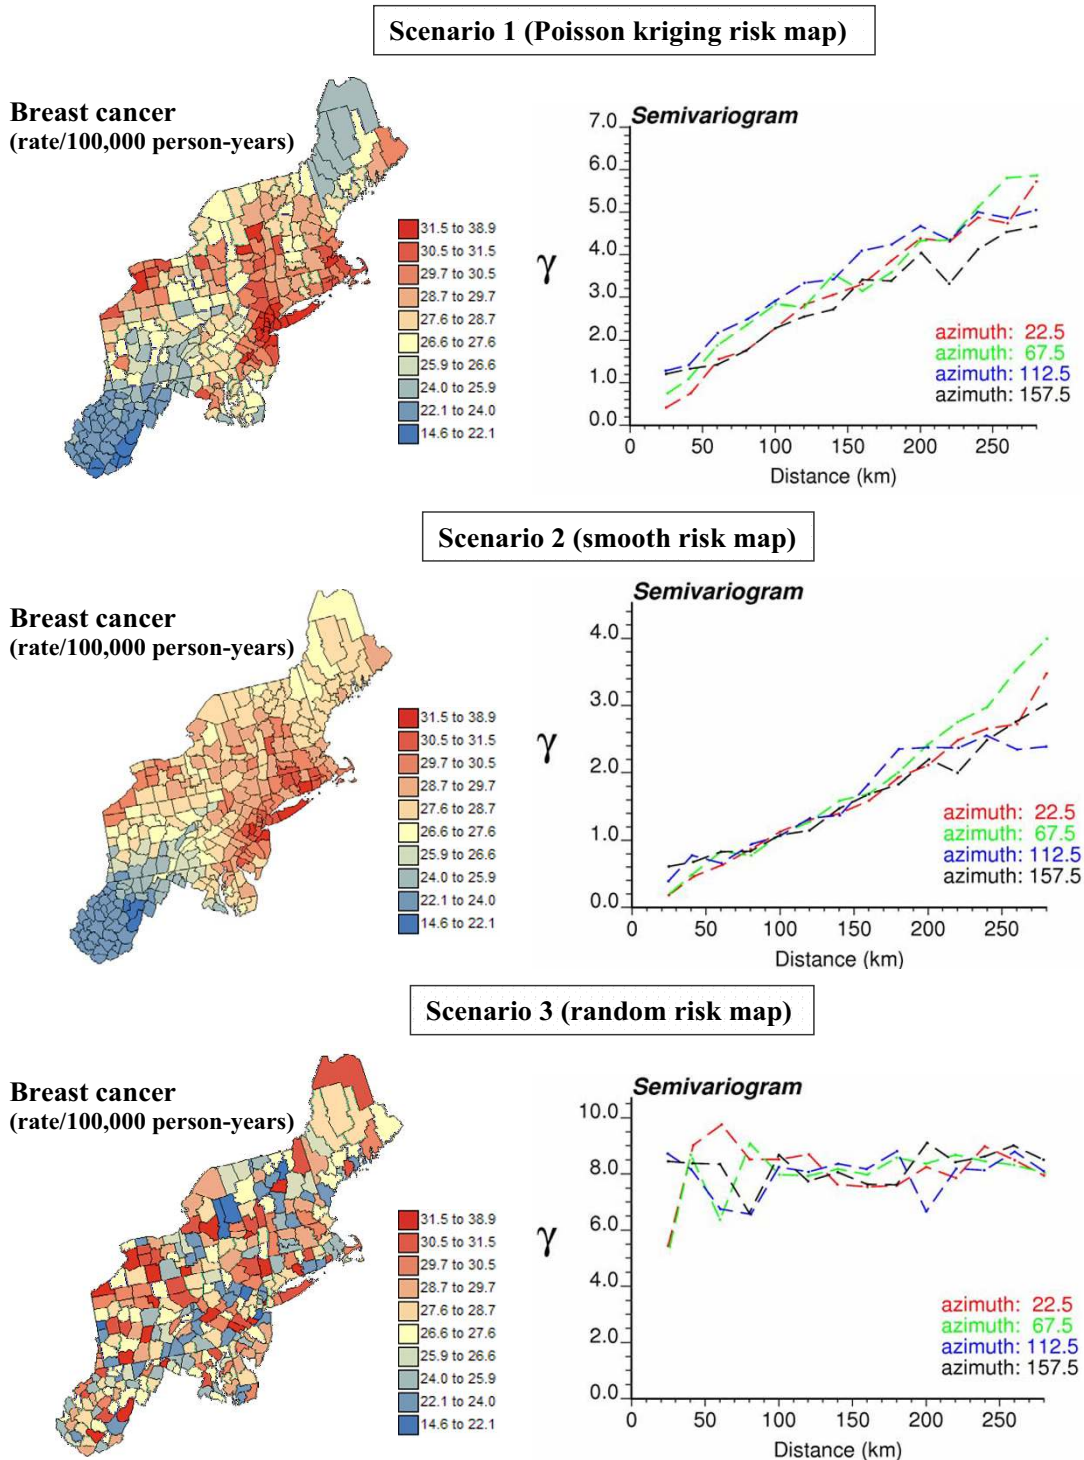 Scenario 1 (Poisson kriging risk map)
Breast cancer
(rate/100,000 person-years)
31.5 to 38.9
30.5 to 31.5
29.7 to 30.5
28.7 to 29.7
27.6 to 28.7
26.6 to 27.6
25.9 to 26.6
24.0 to 25.9
22.1 to 24.0
14.6 to 22.1
Semivariogram
γ
7.0
6.0
5.0
4.0
3.0
2.0
1.0
0.0
0 50 100 150 200 250
Distance (km)
azimuth: 22.5
azimuth: 67.5
azimuth: 112.5
azimuth: 157.5
Scenario 2 (smooth risk map)
Breast cancer
(rate/100,000 person-years)
31.5 to 38.9
30.5 to 31.5
29.7 to 30.5
28.7 to 29.7
27.6 to 28.7
26.6 to 27.6
25.9 to 26.6
24.0 to 25.9
22.1 to 24.0
14.6 to 22.1
Semivariogram
γ
4.0
3.0
2.0
1.0
0.0
0 50 100 150 200 250
Distance (km)
azimuth: 22.5
azimuth: 67.5
azimuth: 112.5
azimuth: 157.5
Scenario 3 (random risk map)
Breast cancer
(rate/100,000 person-years)
31.5 to 38.9
30.5 to 31.5
29.7 to 30.5
28.7 to 29.7
27.6 to 28.7
26.6 to 27.6
25.9 to 26.6
24.0 to 25.9
22.1 to 24.0
14.6 to 22.1
Semivariogram
γ
10.0
8.0
6.0
4.0
2.0
0.0
0 50 100 150 200 250
Distance (km)
azimuth: 22.5
azimuth: 67.5
azimuth: 112.5
azimuth: 157.5